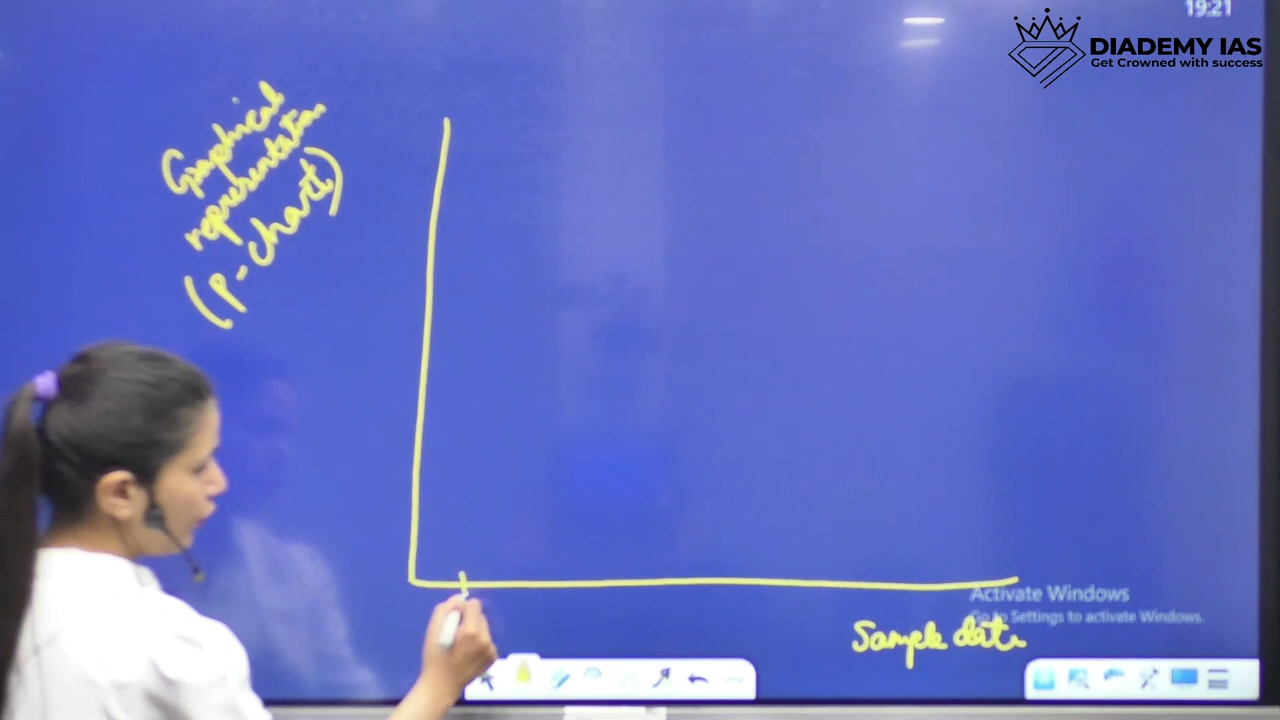 19:21
DIADEMY IAS
Get Crowned with success
Graphical
representation
(P-chart)
Activate Windows
Go to Settings to activate Windows.
Sample data